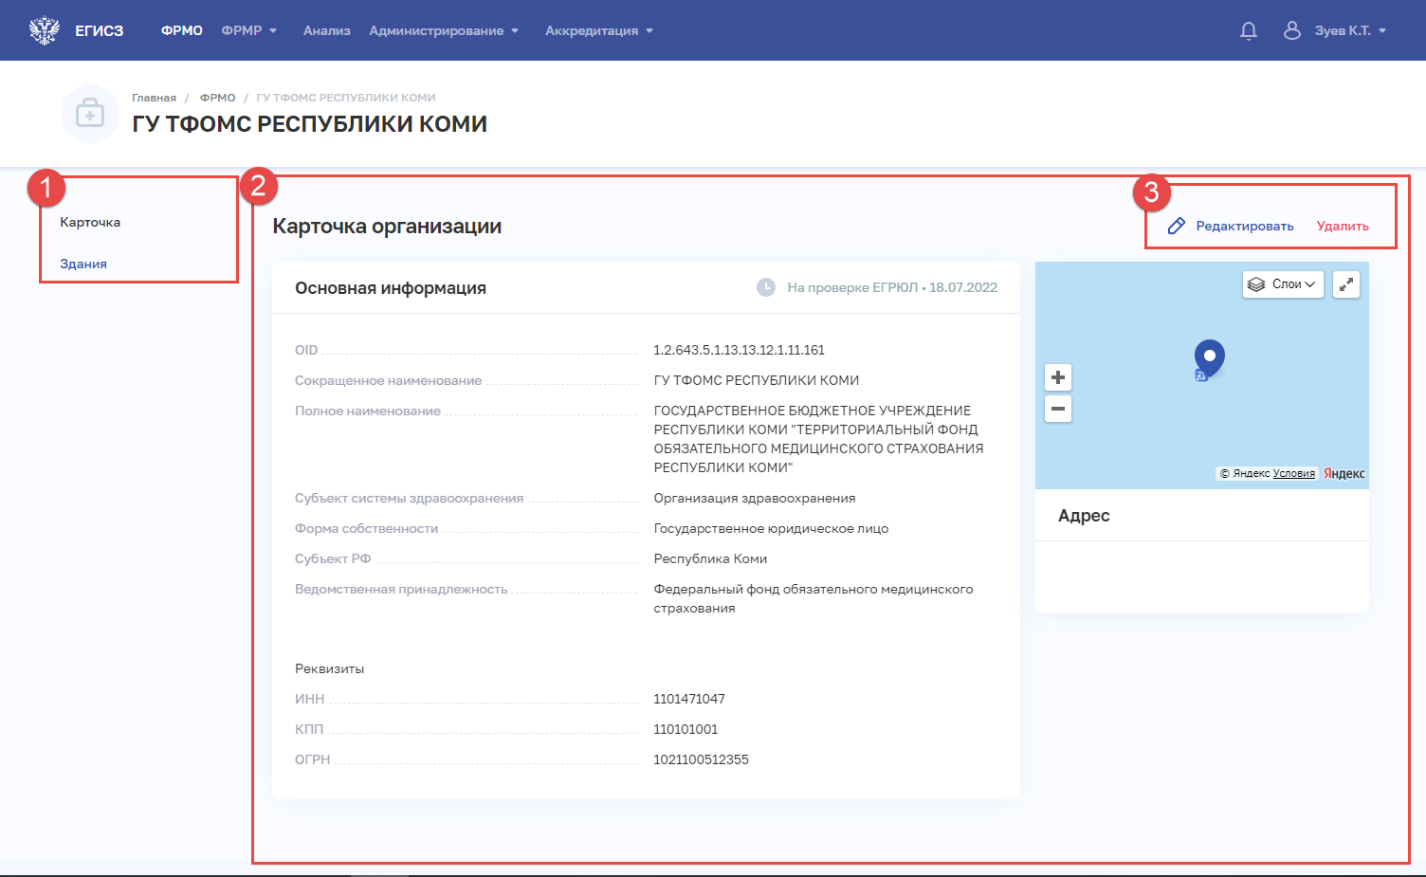 ЕГИСЗ ФРМО ФРМР Анализ Администрирование Аккредитация Зуев К.Т.
Главная / ФРМО / ГУ ТФОМС РЕСПУБЛИКИ КОМИ
ГУ ТФОМС РЕСПУБЛИКИ КОМИ
1
Карточка
Здания
2
3
Карточка организации
Редактировать Удалить
Основная информация
На проверке ЕГРЮЛ • 18.07.2022
OID 1.2.643.5.1.13.13.12.1.11.161
Сокращенное наименование ГУ ТФОМС РЕСПУБЛИКИ КОМИ
Полное наименование ГОСУДАРСТВЕННОЕ БЮДЖЕТНОЕ УЧРЕЖДЕНИЕ
РЕСПУБЛИКИ КОМИ "ТЕРРИТОРИАЛЬНЫЙ ФОНД
ОБЯЗАТЕЛЬНОГО МЕДИЦИНСКОГО СТРАХОВАНИЯ
РЕСПУБЛИКИ КОМИ"
Субъект системы здравоохранения Организация здравоохранения
Форма собственности Государственное юридическое лицо
Субъект РФ Республика Коми
Ведомственная принадлежность Федеральный фонд обязательного медицинского
страхования
Реквизиты
ИНН 1101471047
КПП 110101001
ОГРН 1021100512355
Слои
+
−
© Яндекс Условия Яндекс
Адрес